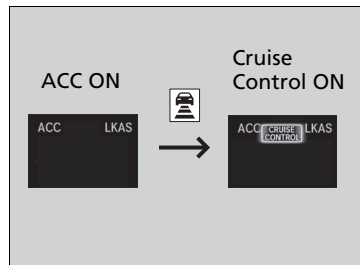 ACC ON
Cruise
Control ON
ACC LKAS
ACC CRUISE CONTROL LKAS